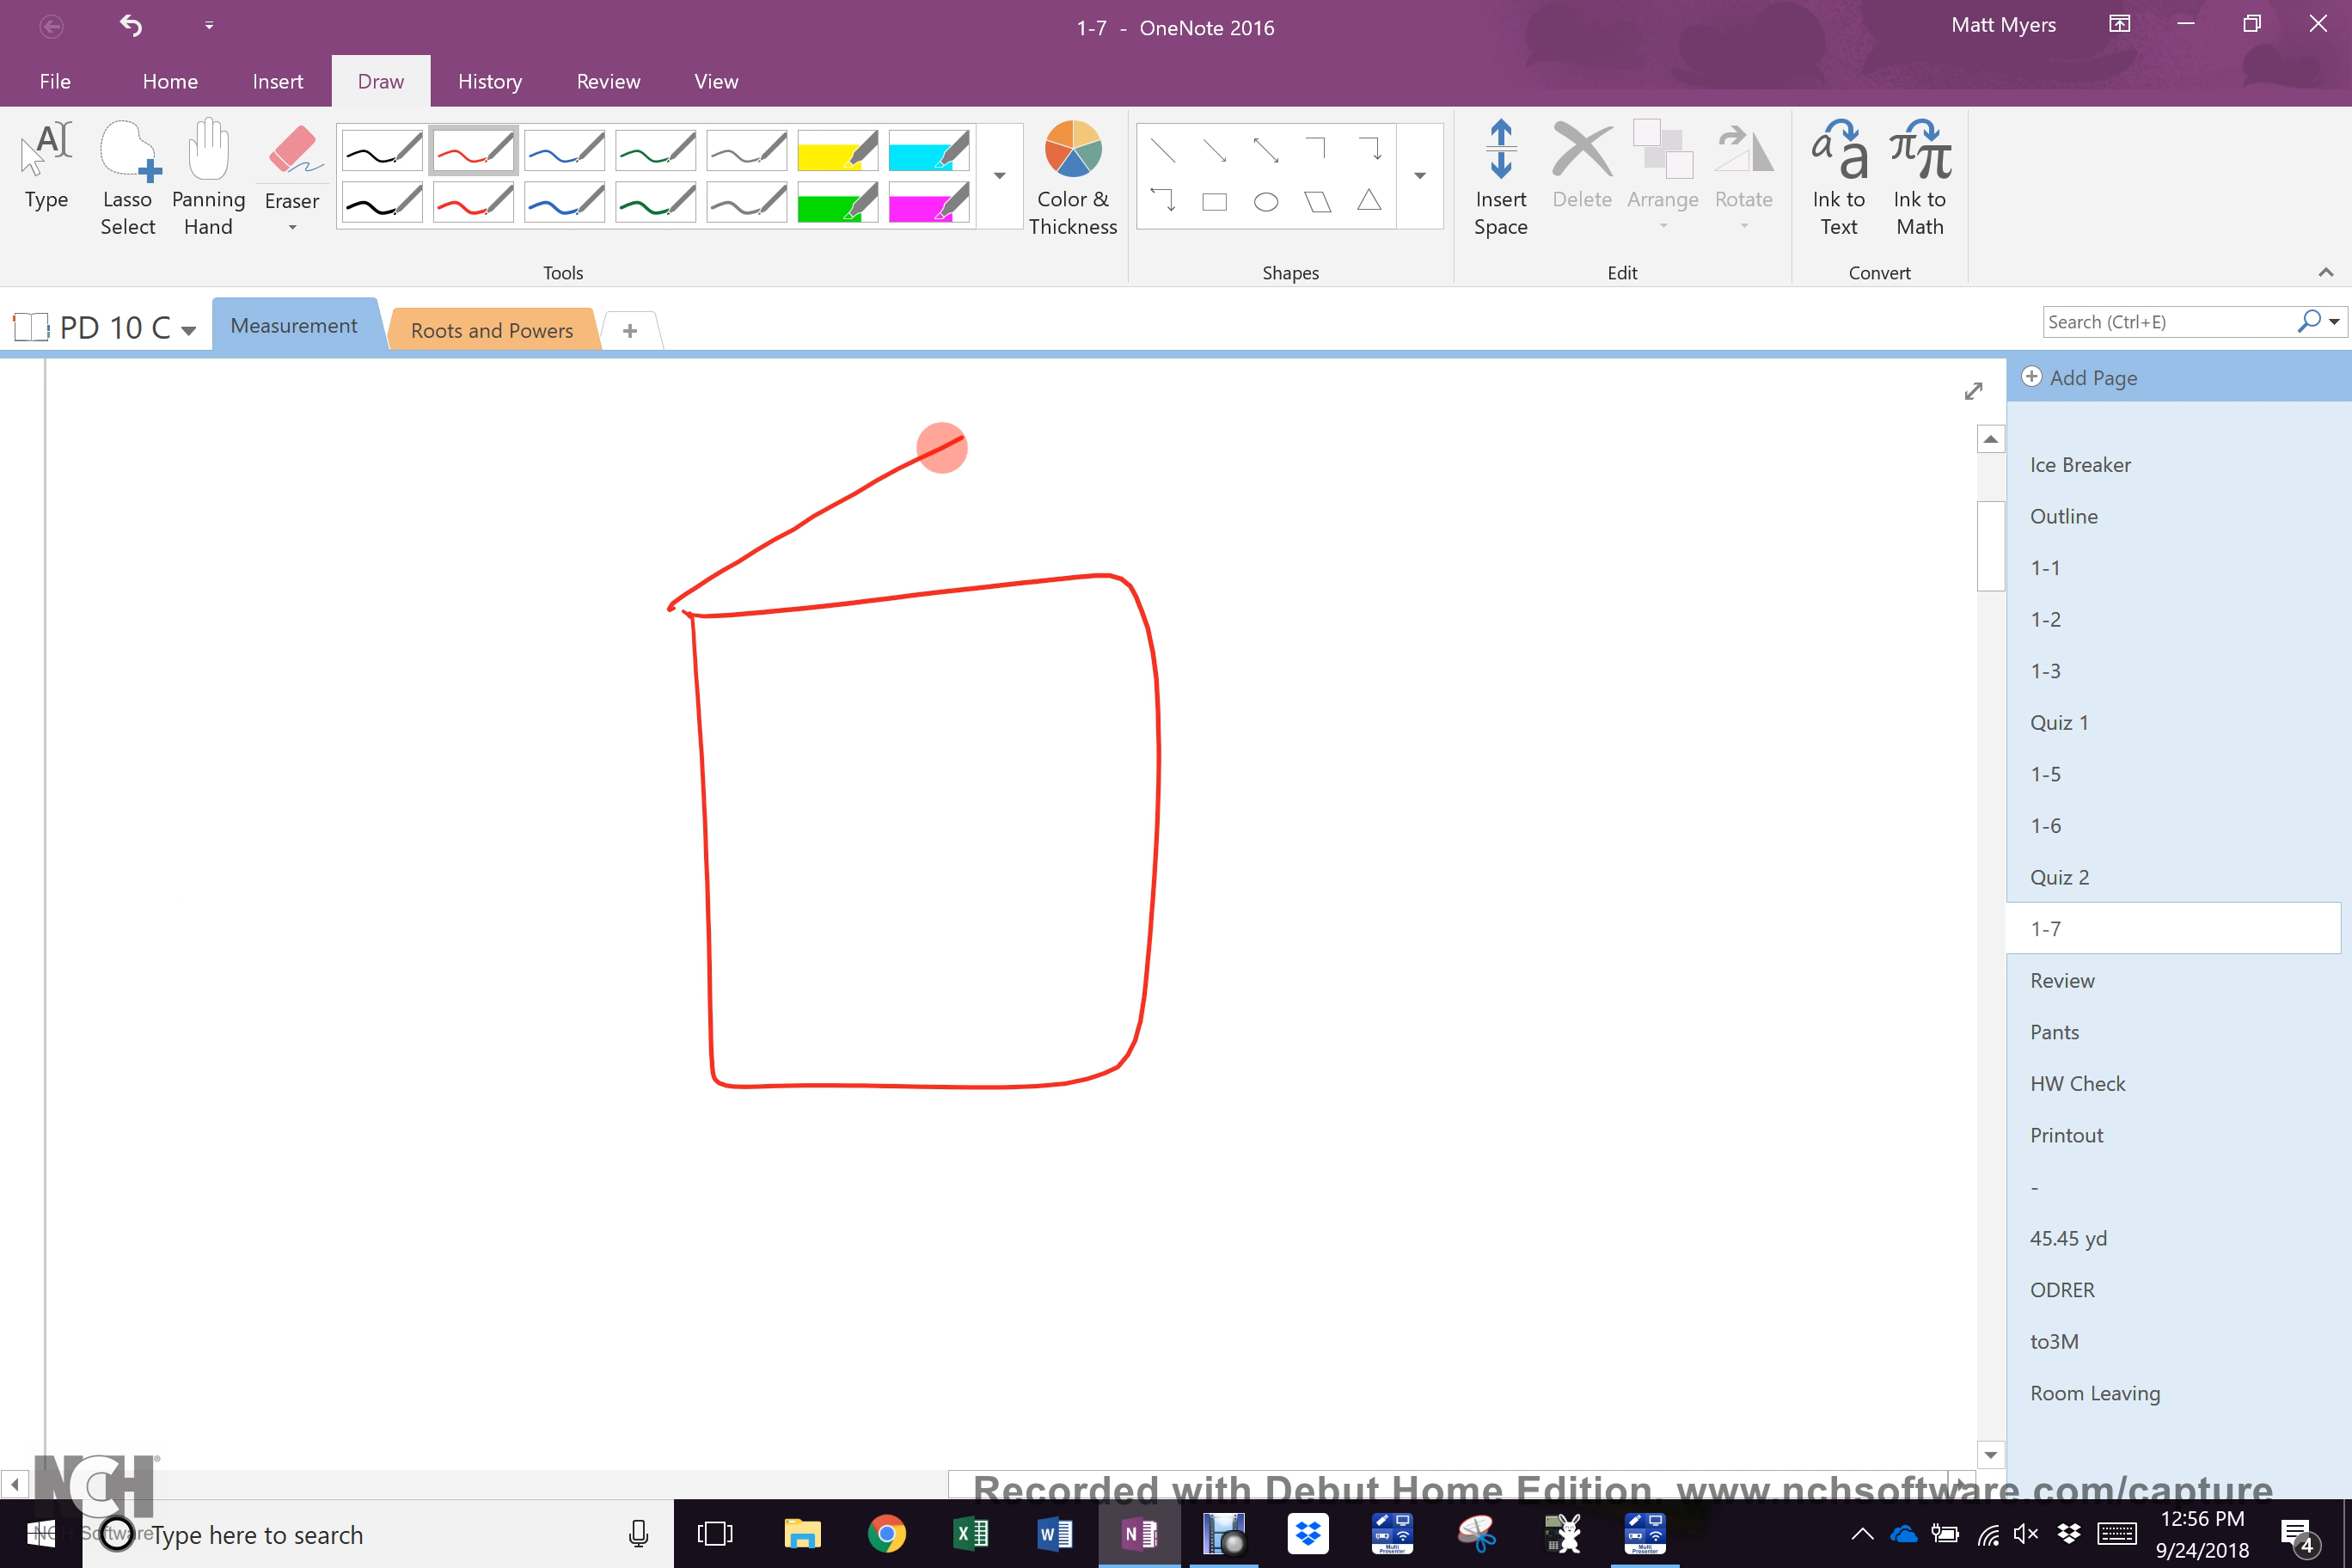 1-7 - OneNote 2016
Matt Myers
File Home Insert Draw History Review View
Type
Lasso Select
Panning Hand
Eraser
Color & Thickness
Insert Space
Delete
Arrange
Rotate
Ink to Text
Ink to Math
Tools
Shapes
Edit
Convert
PD 10 C
Measurement
Roots and Powers
Search (Ctrl+E)
Add Page
Ice Breaker
Outline
1-1
1-2
1-3
Quiz 1
1-5
1-6
Quiz 2
1-7
Review
Pants
HW Check
Printout
-
45.45 yd
ODRER
to3M
Room Leaving
NCH
NCH Software
Recorded with Debut Home Edition. www.nchsoftware.com/capture
Type here to search
12:56 PM
9/24/2018
4